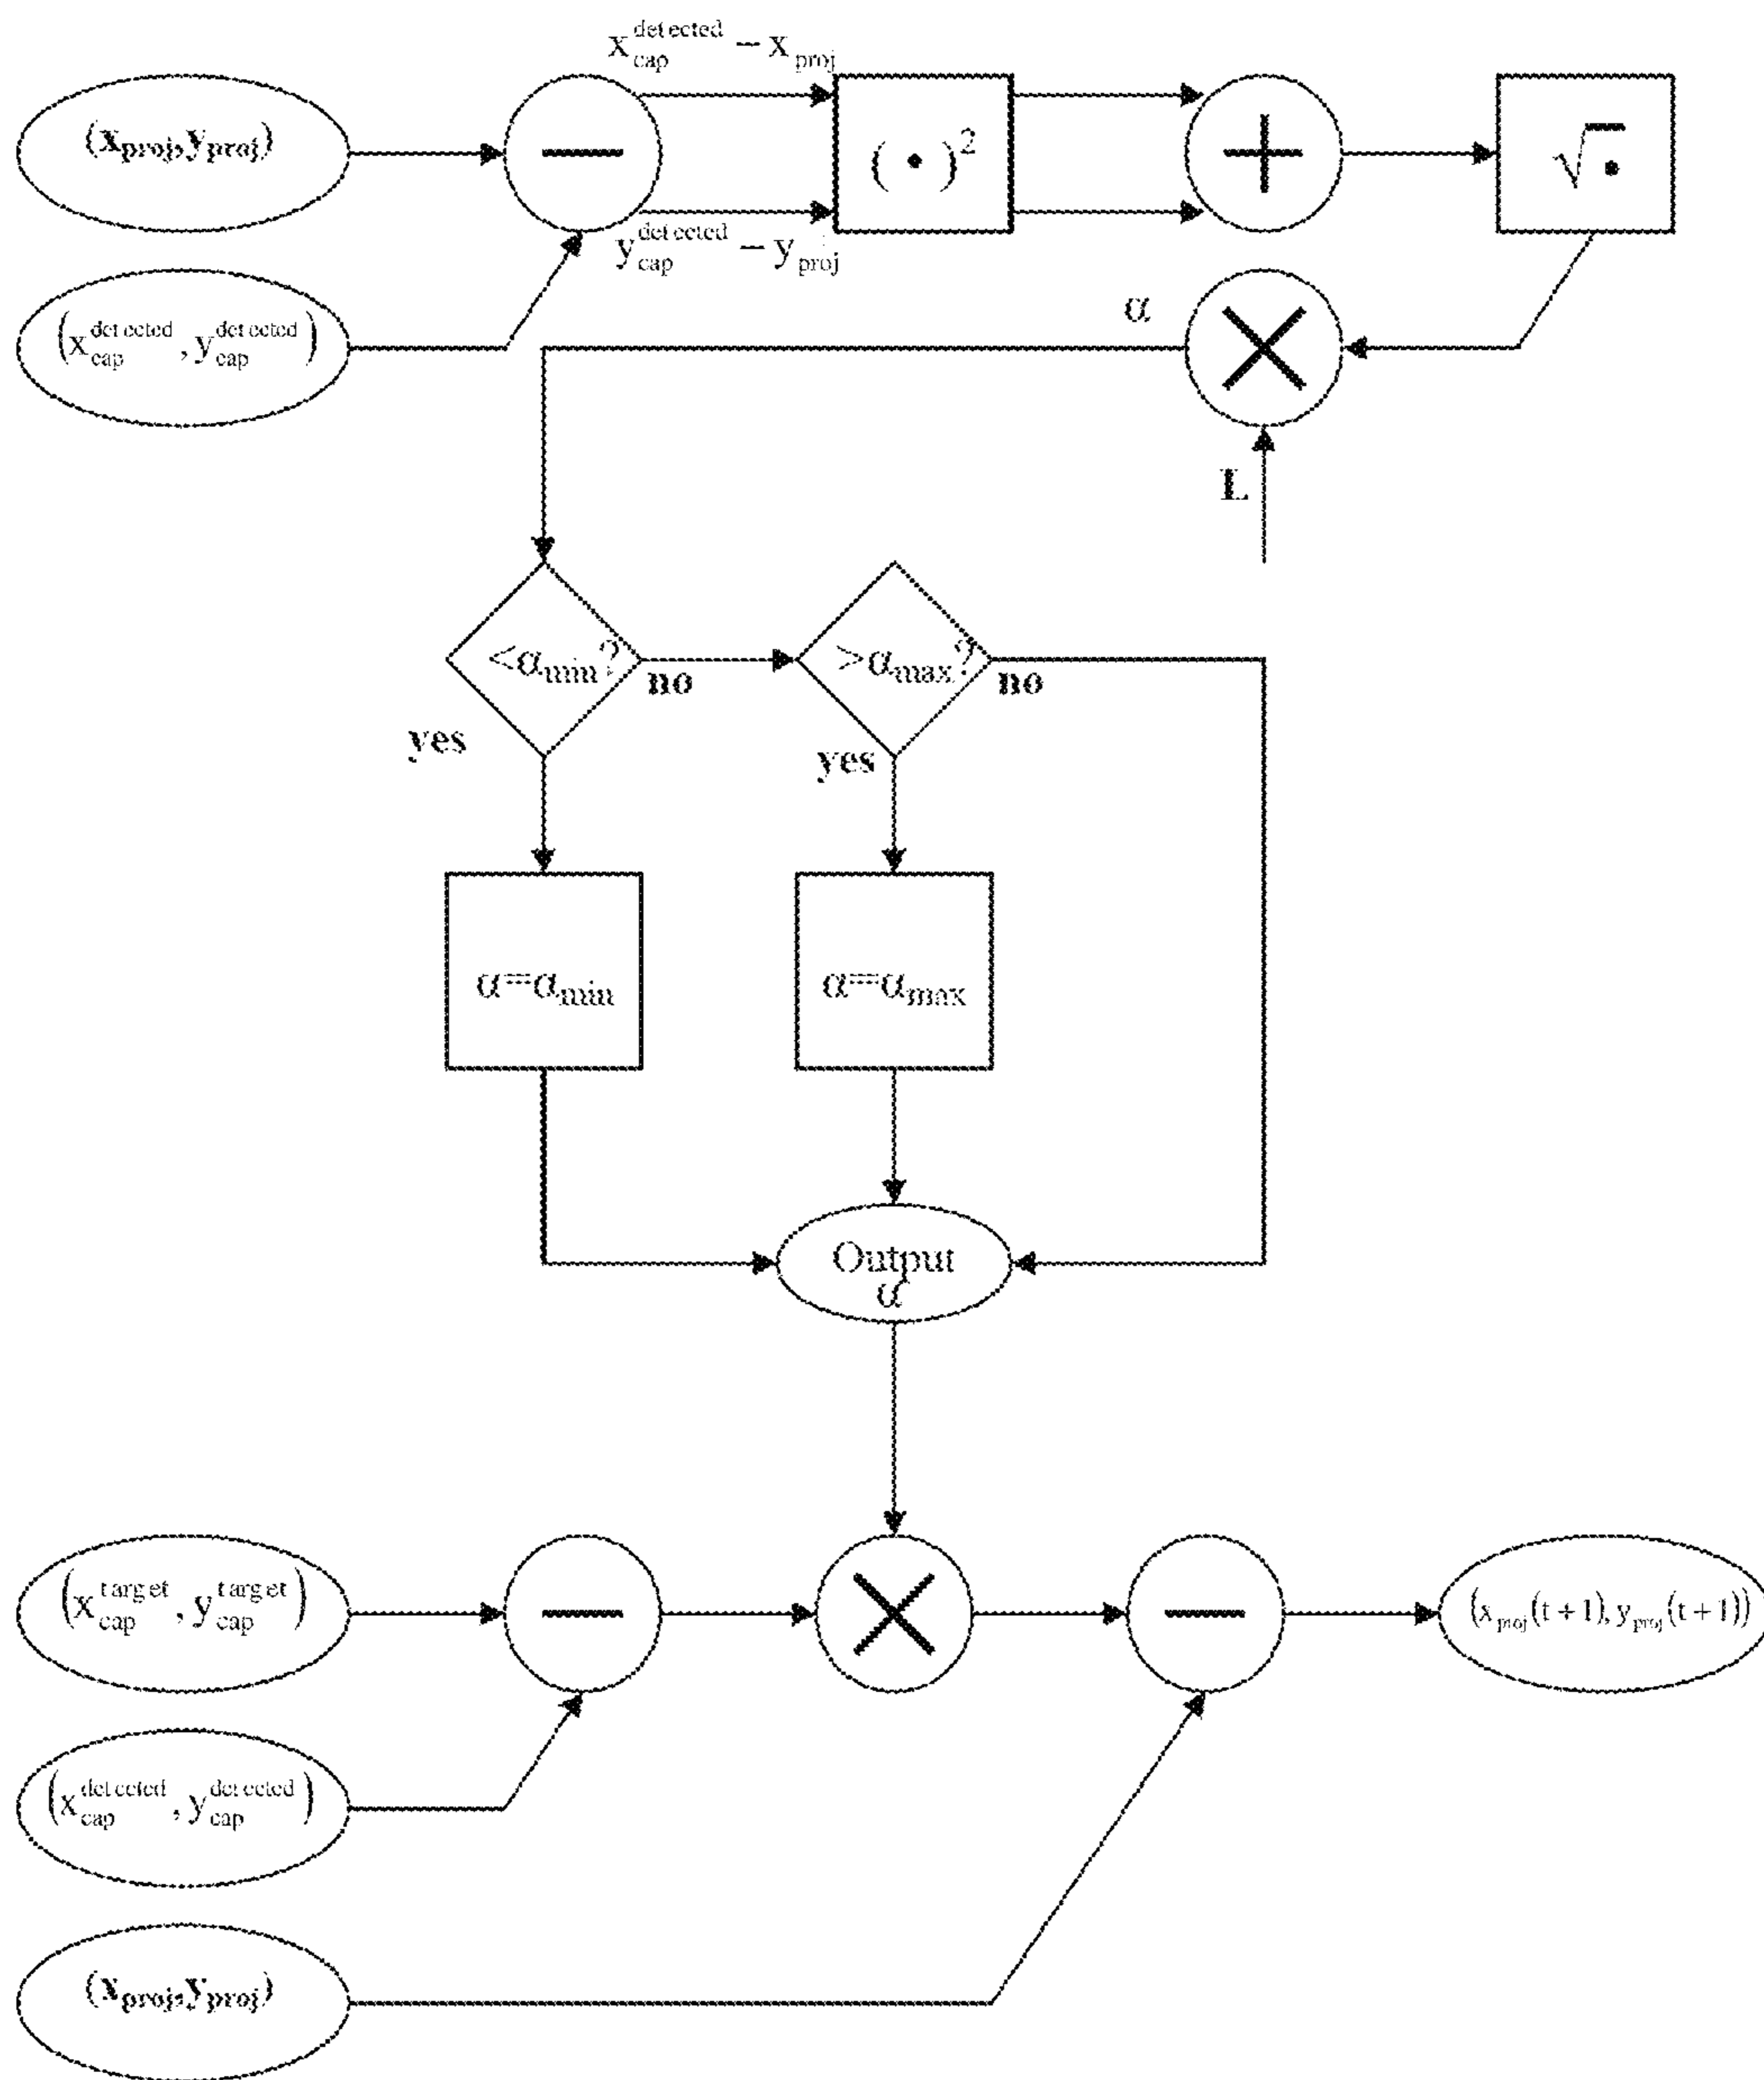 x_cap^detected − x_proj
(x_proj,y_proj)
−
( • )²
+
√•
y_cap^detected − y_proj
(x_cap^detected, y_cap^detected)
α
×
L
<α_min?
no
>α_max?
no
yes
yes
α=α_min
α=α_max
Output
α
(x_cap^target, y_cap^target)
−
×
−
(x_proj(t+1), y_proj(t+1))
(x_cap^detected, y_cap^detected)
(x_proj,y_proj)